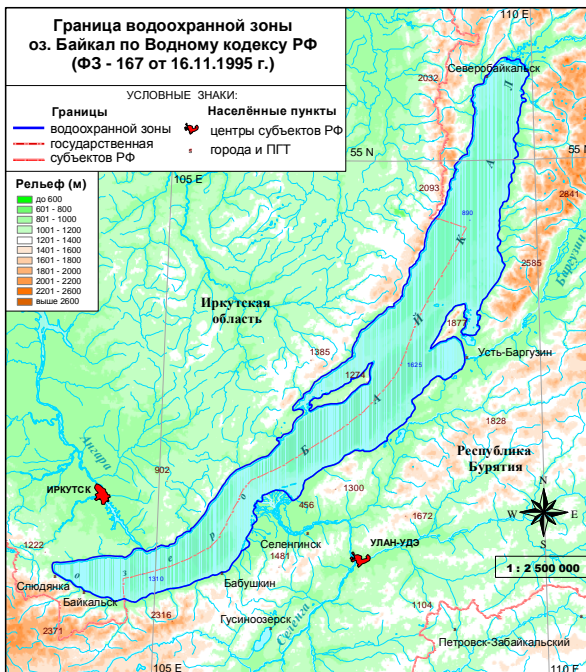 Граница водоохранной зоны
оз. Байкал по Водному кодексу РФ
(ФЗ - 167 от 16.11.1995 г.)
УСЛОВНЫЕ ЗНАКИ:
Границы
водоохранной зоны
государственная
субъектов РФ
Населённые пункты
центры субъектов РФ
города и ПГТ
Рельеф (м)
до 600
601 - 800
801 - 1000
1001 - 1200
1201 - 1400
1401 - 1600
1601 - 1800
1801 - 2000
2001 - 2200
2201 - 2600
выше 2600
110 E
2032
Северобайкальск
55 N
55 N
105 E
2093
2841
890
2585
Баргузин
Иркутская
область
1877
1385
1625
Усть-Баргузин
1274
озеро БАЙКАЛ
1828
Ангара
902
Республика
Бурятия
ИРКУТСК
1300
456
1672
N
W E
S
Селенгинск
УЛАН-УДЭ
1222
1481
1 : 2 500 000
Слюдянка
1310
Бабушкин
Байкальск
1104
2316
Гусиноозерск
Селенга
2371
Петровск-Забайкальский
105 E
110 E